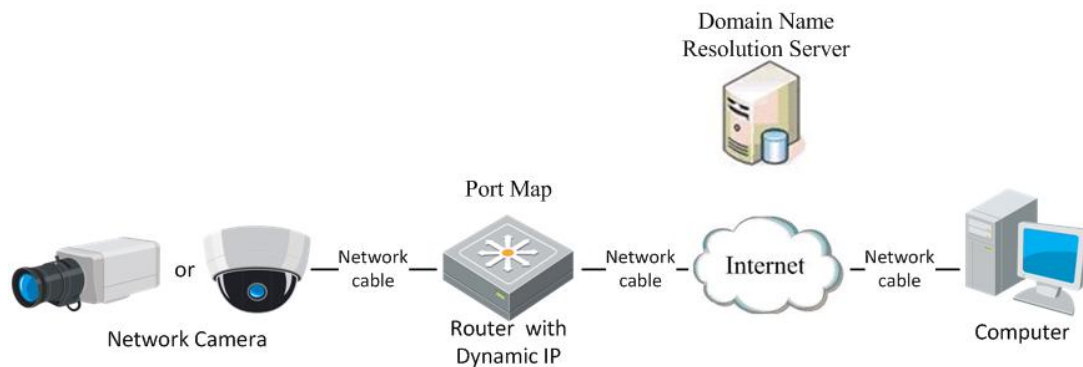 Domain Name
Resolution Server
Port Map
or
Network
cable
Network
cable
Internet
Network
cable
Network Camera
Router with
Dynamic IP
Computer